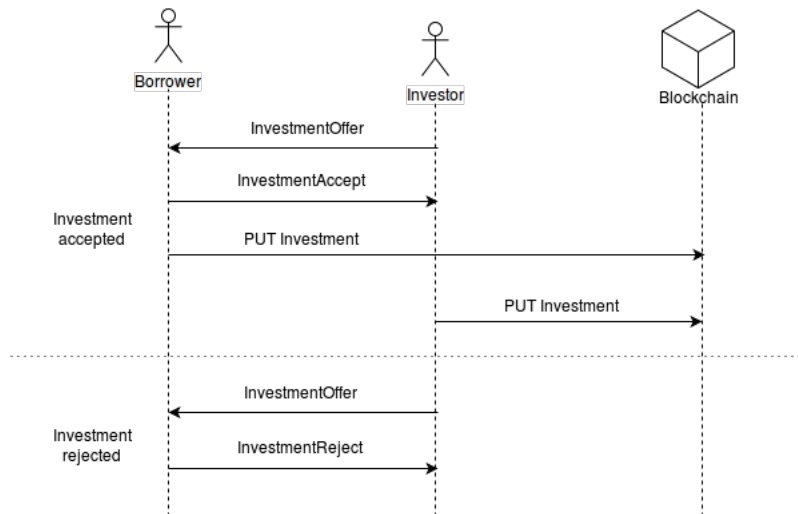 Borrower
Investor
Blockchain
InvestmentOffer
InvestmentAccept
Investment
accepted
PUT Investment
PUT Investment
InvestmentOffer
Investment
rejected
InvestmentReject